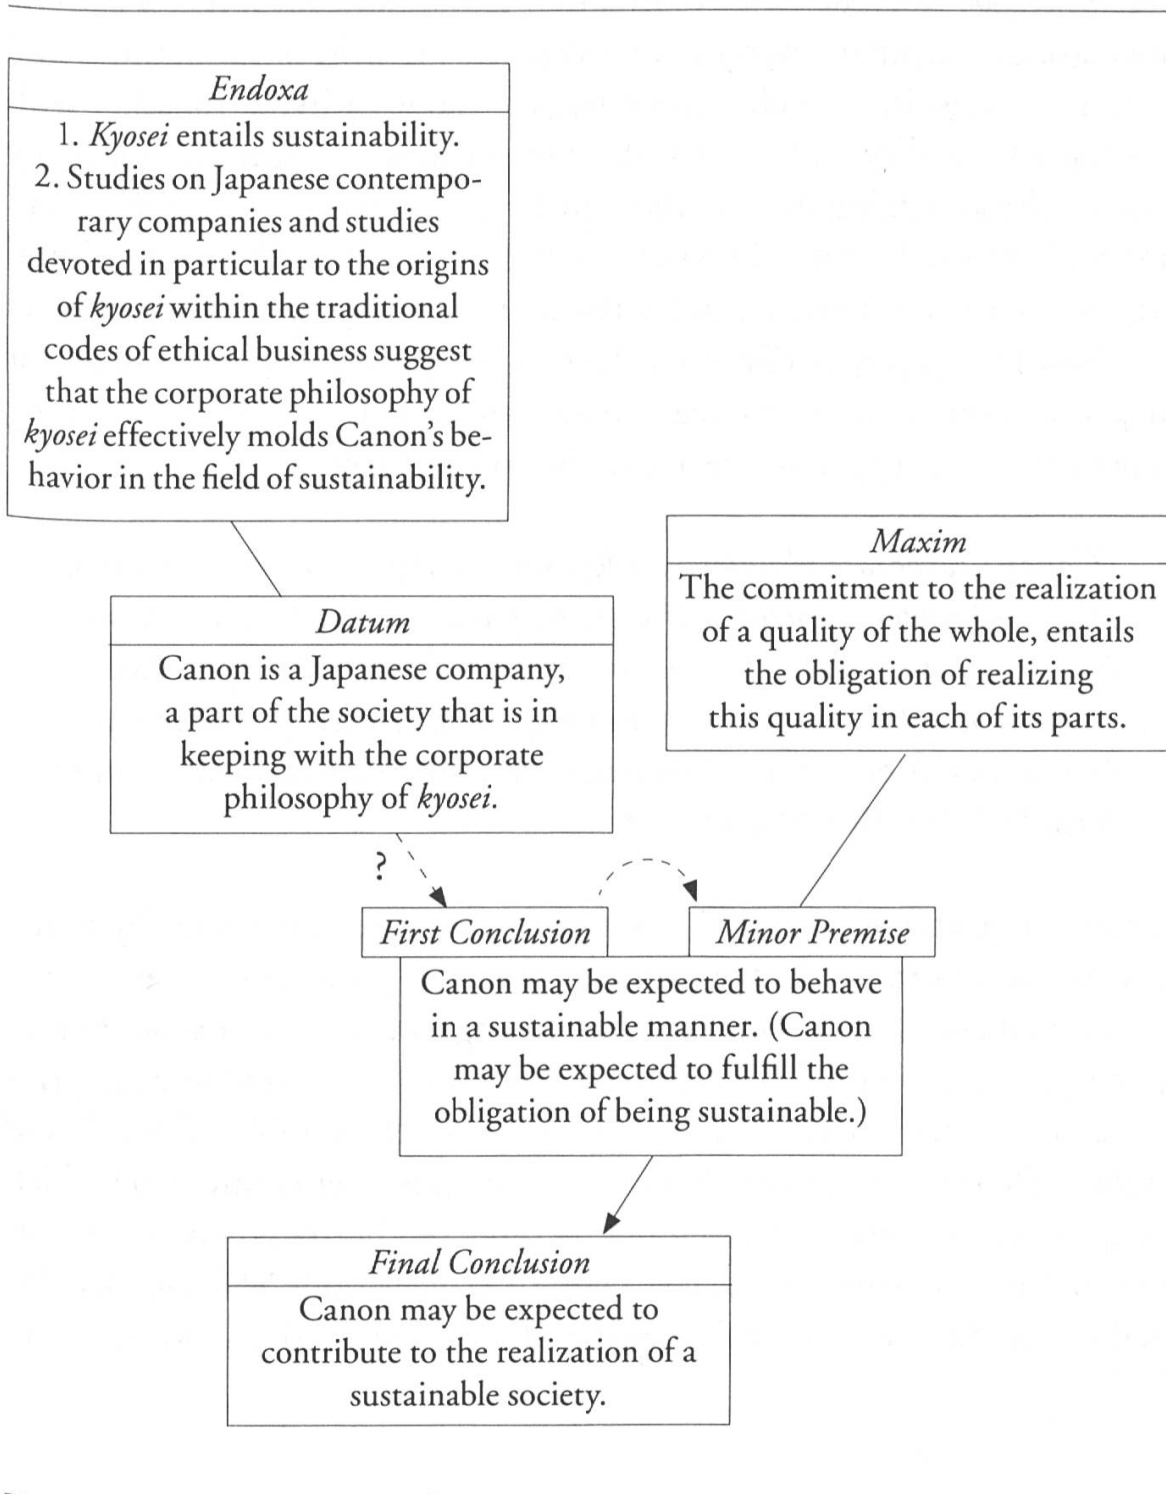 Endoxa
1. Kyosei entails sustainability.
2. Studies on Japanese contempo-
rary companies and studies
devoted in particular to the origins
of kyosei within the traditional
codes of ethical business suggest
that the corporate philosophy of
kyosei effectively molds Canon's be-
havior in the field of sustainability.
Maxim
The commitment to the realization
of a quality of the whole, entails
the obligation of realizing
this quality in each of its parts.
Datum
Canon is a Japanese company,
a part of the society that is in
keeping with the corporate
philosophy of kyosei.
?
First Conclusion
Minor Premise
Canon may be expected to behave
in a sustainable manner. (Canon
may be expected to fulfill the
obligation of being sustainable.)
Final Conclusion
Canon may be expected to
contribute to the realization of a
sustainable society.